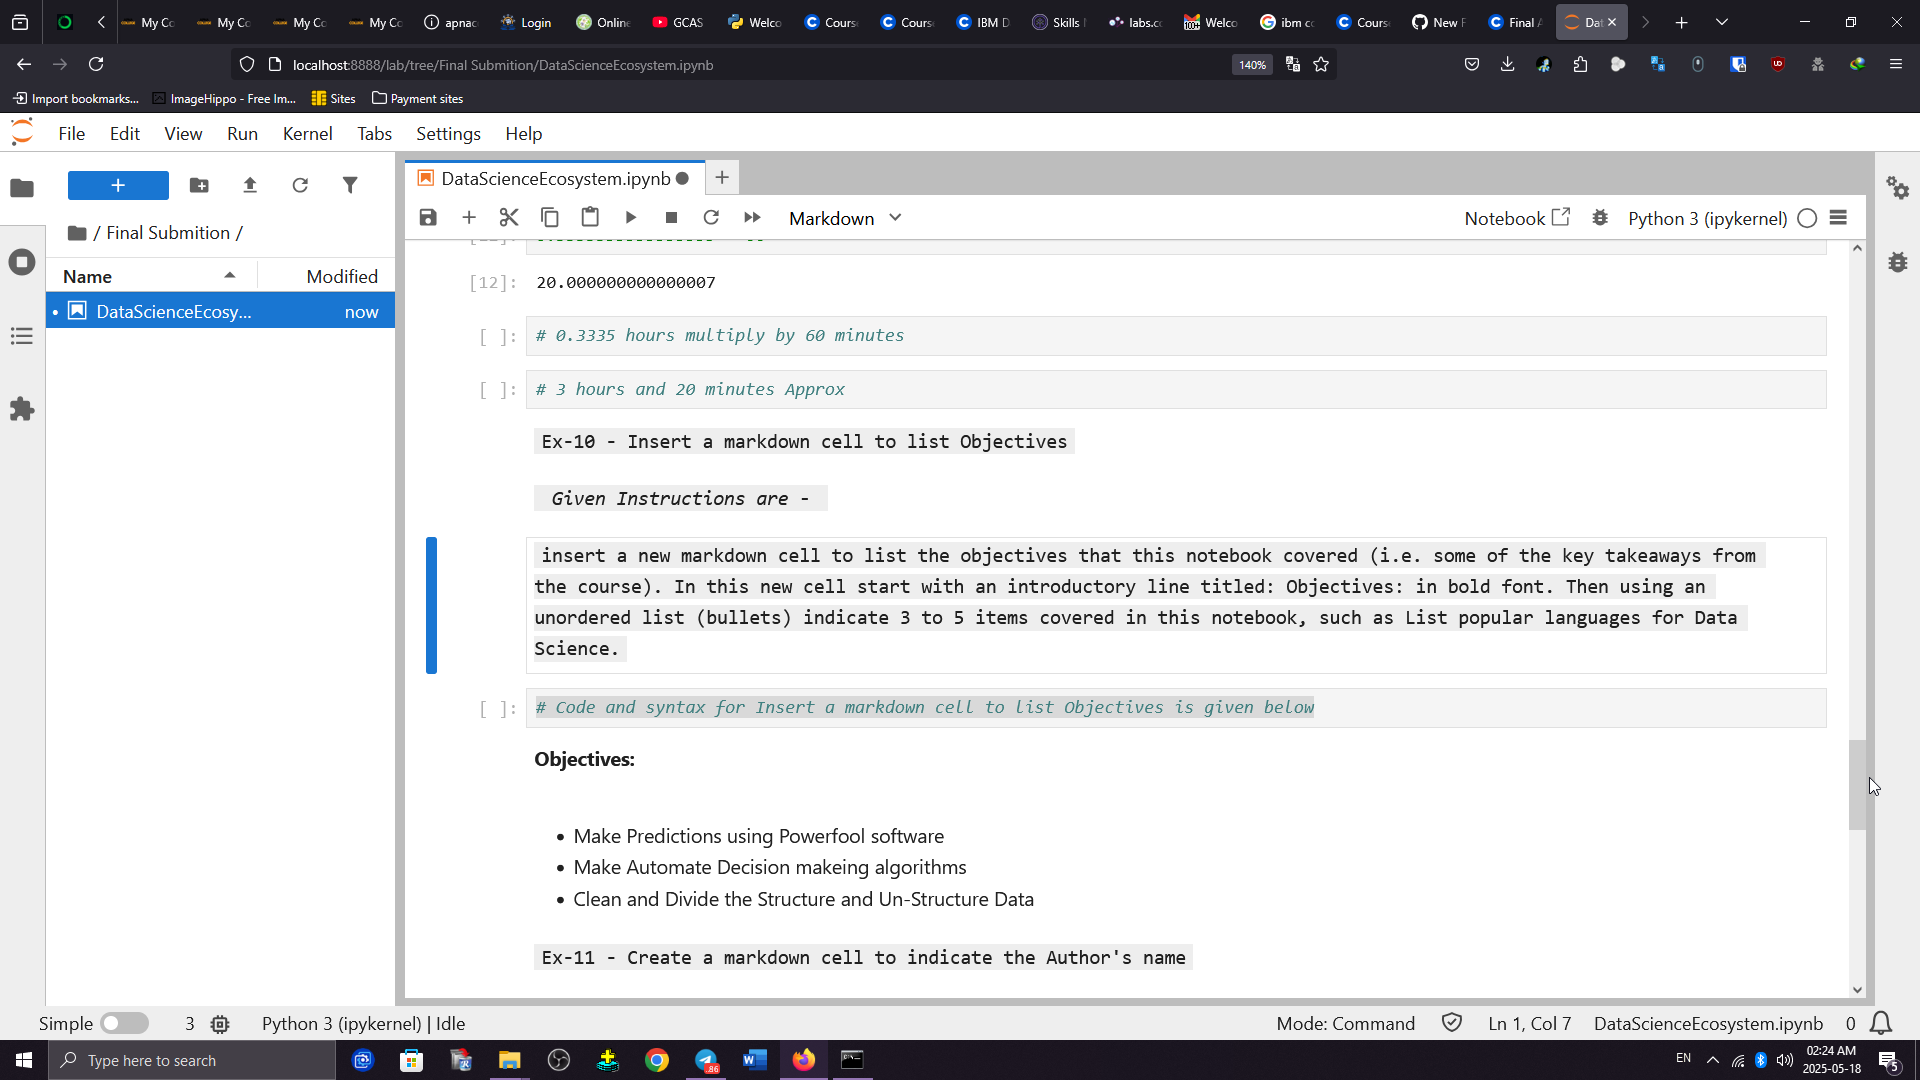 My Co
My Co
My Co
My Co
apnac
Login
Online
GCAS
Welco
Cours
Cours
IBM D
Skills
labs.co
Welco
ibm co
Cours
New F
Final A
Dat
localhost:8888/lab/tree/Final Submition/DataScienceEcosystem.ipynb
140%
Import bookmarks...
ImageHippo - Free Im...
Sites
Payment sites
File
Edit
View
Run
Kernel
Tabs
Settings
Help
/ Final Submition /
Name
Modified
DataScienceEcosy...
now
DataScienceEcosystem.ipynb
Markdown
Notebook
Python 3 (ipykernel)
[12]: 20.000000000000007
[ ]: # 0.3335 hours multiply by 60 minutes
[ ]: # 3 hours and 20 minutes Approx
Ex-10 - Insert a markdown cell to list Objectives
Given Instructions are -
insert a new markdown cell to list the objectives that this notebook covered (i.e. some of the key takeaways from
the course). In this new cell start with an introductory line titled: Objectives: in bold font. Then using an
unordered list (bullets) indicate 3 to 5 items covered in this notebook, such as List popular languages for Data
Science.
[ ]: # Code and syntax for Insert a markdown cell to list Objectives is given below
Objectives:
• Make Predictions using Powerfool software
• Make Automate Decision makeing algorithms
• Clean and Divide the Structure and Un-Structure Data
Ex-11 - Create a markdown cell to indicate the Author's name
Simple
3
Python 3 (ipykernel) | Idle
Mode: Command
Ln 1, Col 7
DataScienceEcosystem.ipynb
0
Type here to search
.86
EN
02:24 AM
2025-05-18
5